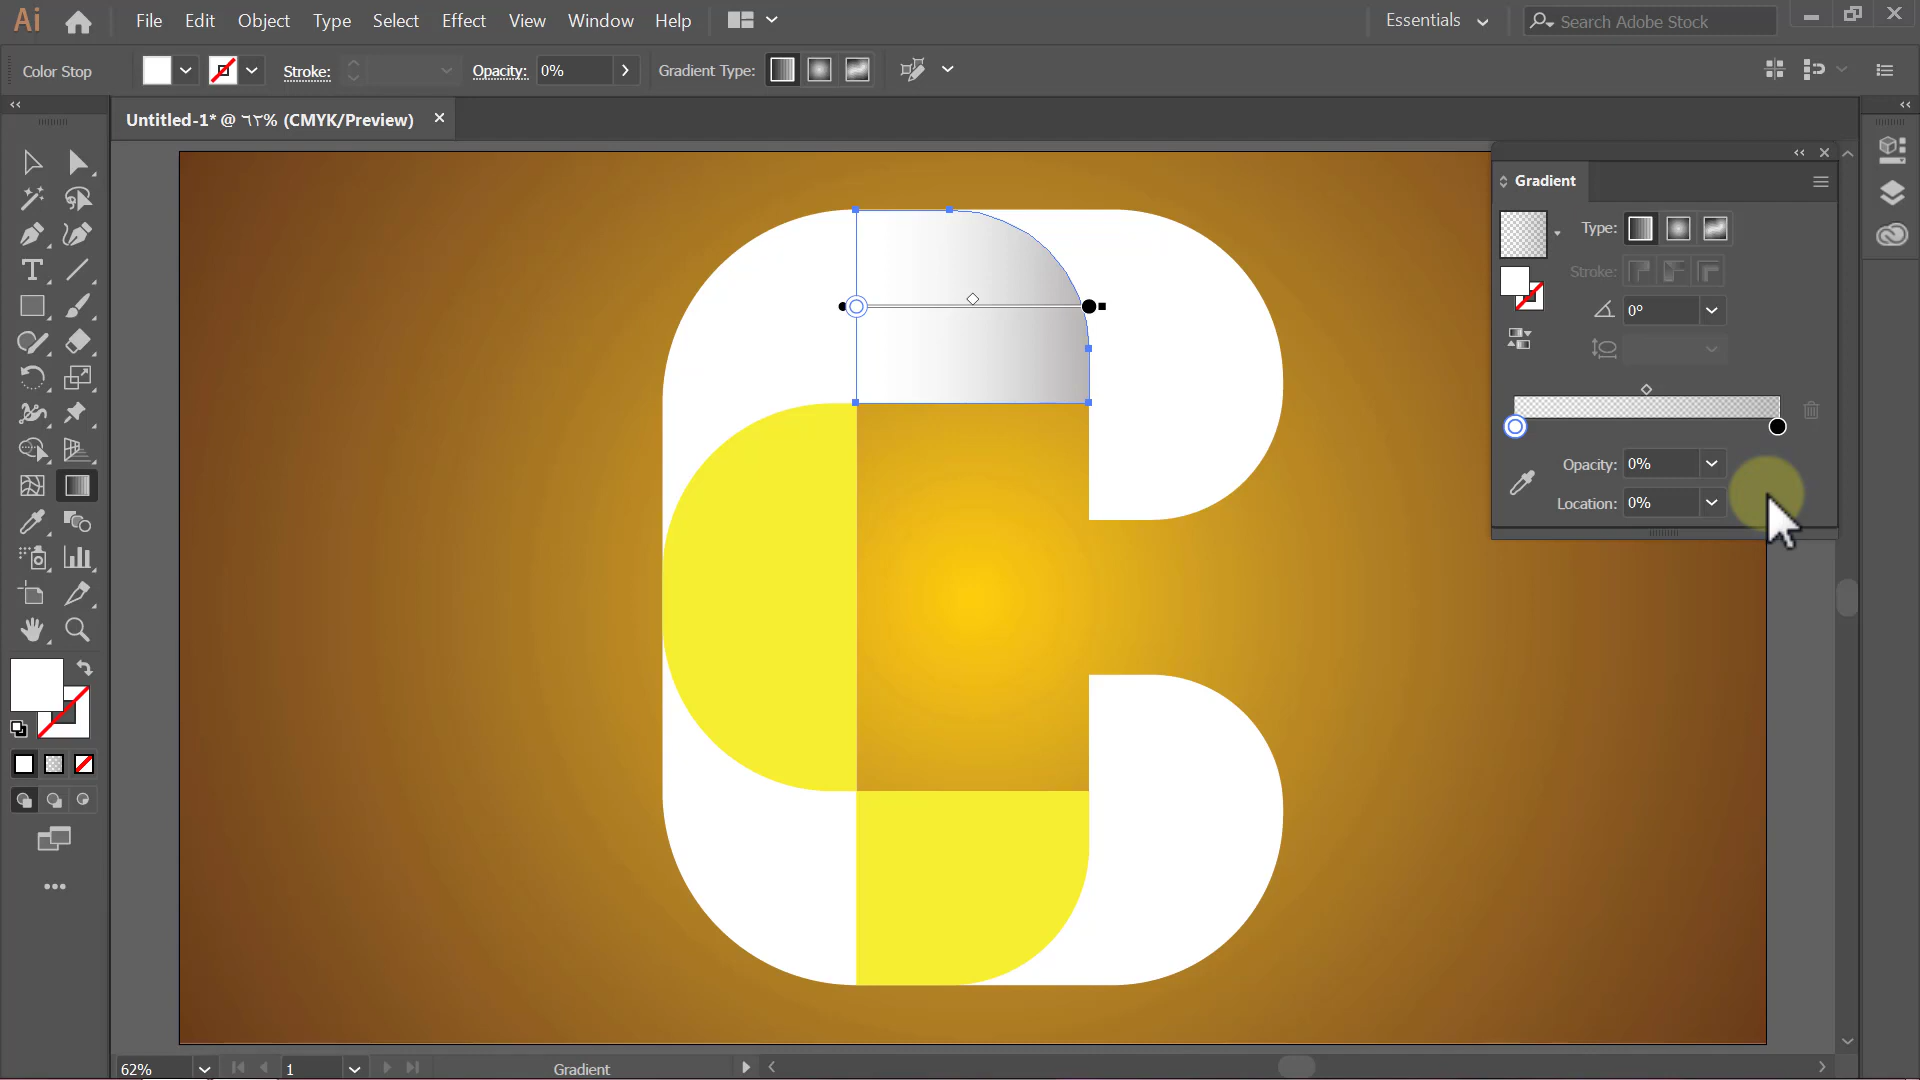 Ai File Edit Object Type Select Effect View Window Help Essentials Search Adobe Stock
Color Stop Stroke: Opacity: 0% Gradient Type:
Untitled-1* @ ٦٢% (CMYK/Preview)
Gradient
Type:
Stroke:
0°
Opacity: 0%
Location: 0%
62% 1 Gradient